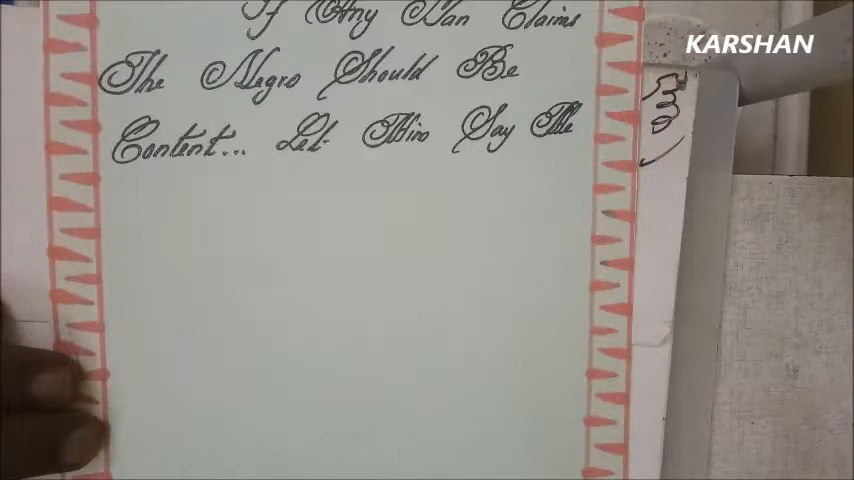 If Any Man Claims
The Negro Should Be
Content... Let Him Say The
KARSHAN